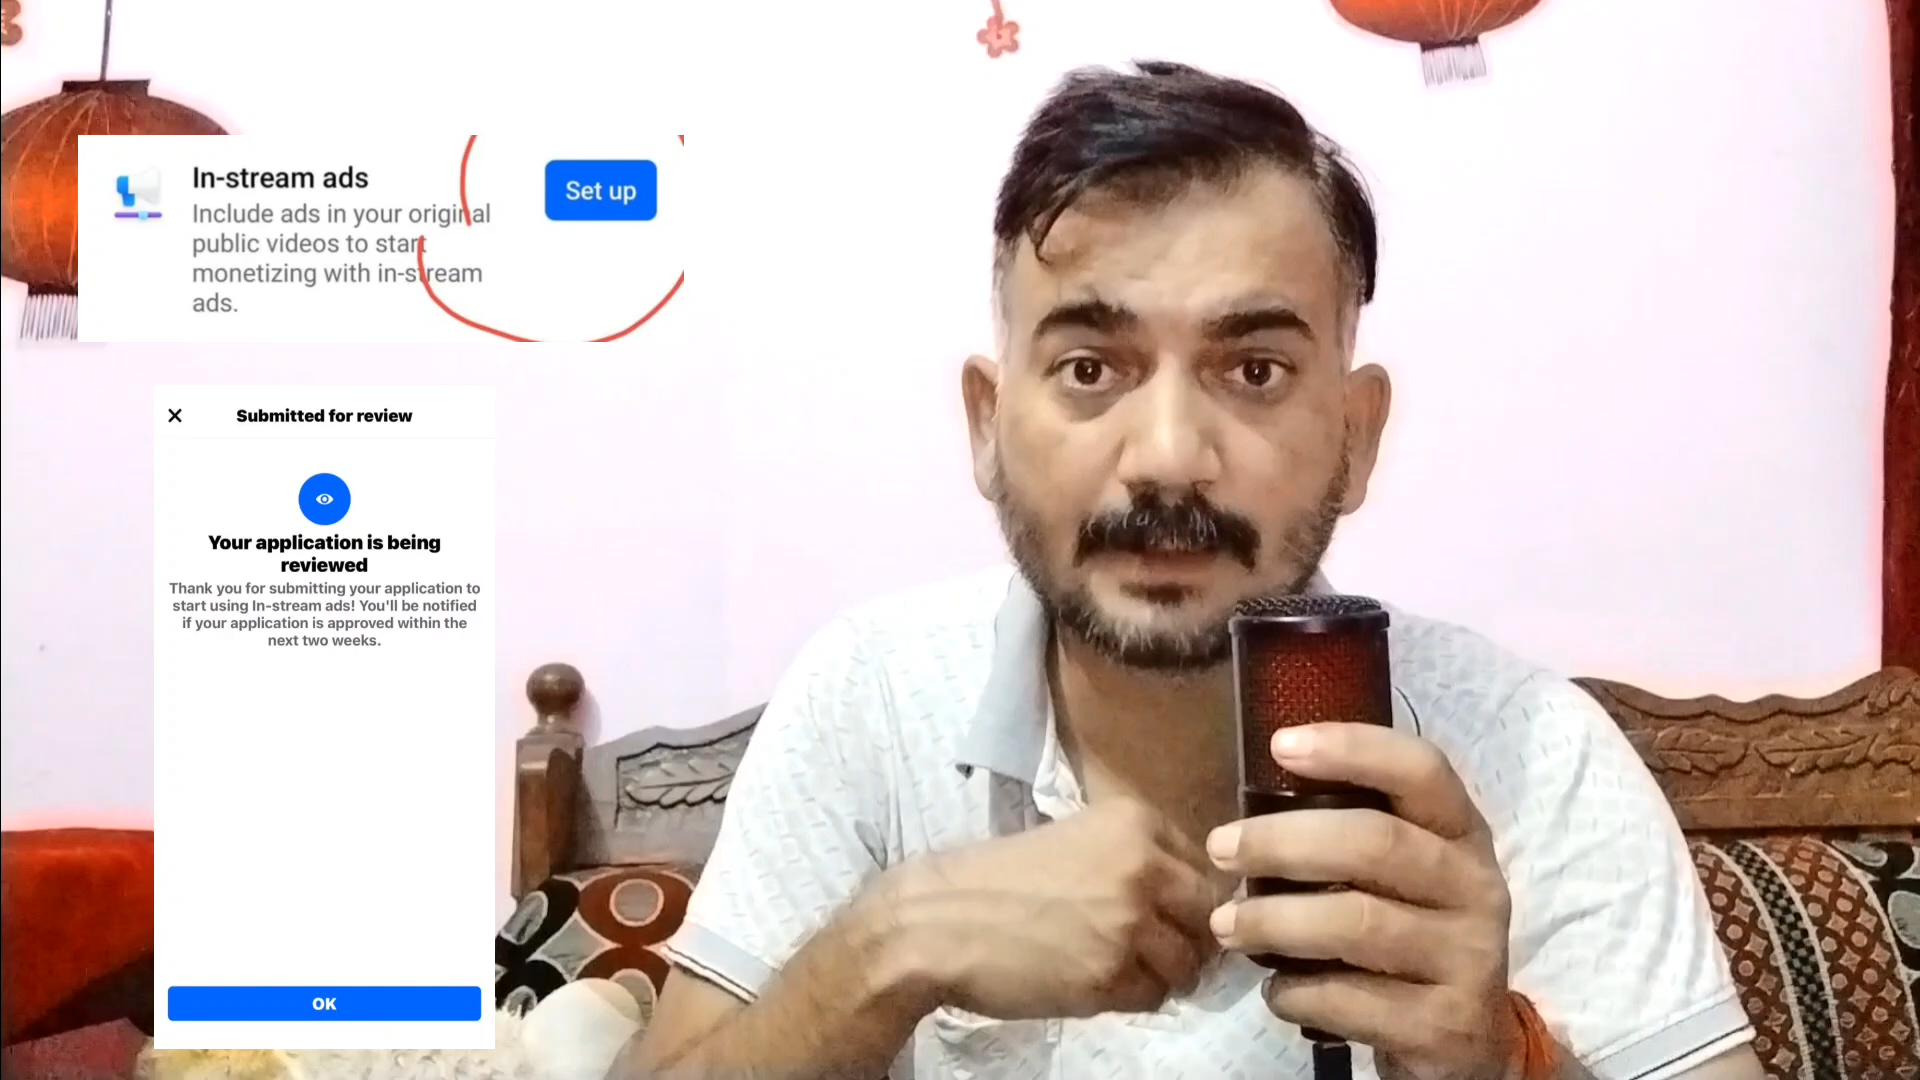 In-stream ads
Include ads in your original
public videos to start
monetizing with in-stream
ads.
Set up
Submitted for review
Your application is being
reviewed
Thank you for submitting your application to
start using In-stream ads! You'll be notified
if your application is approved within the
next two weeks.
OK